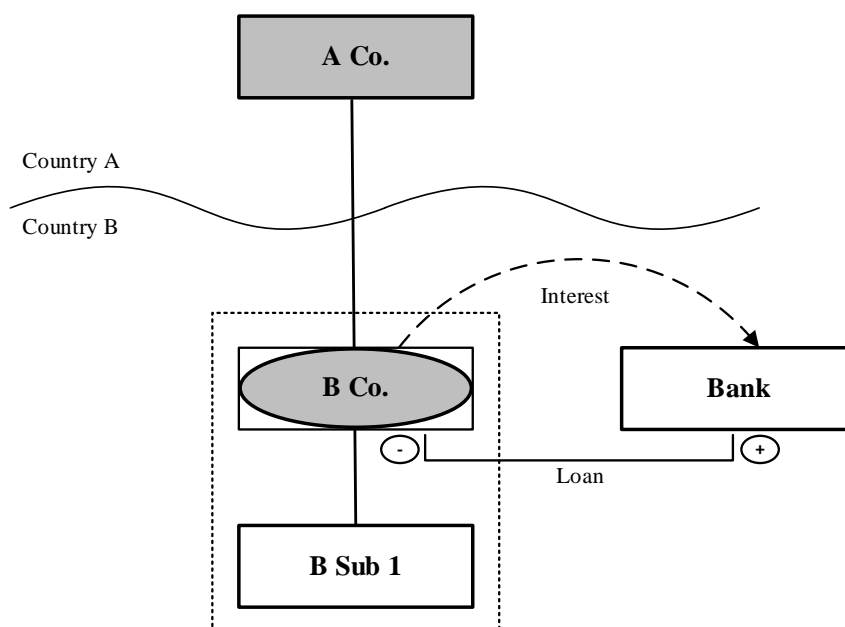 A Co.
Country A
Country B
Interest
B Co.
Bank
-
+
Loan
B Sub 1